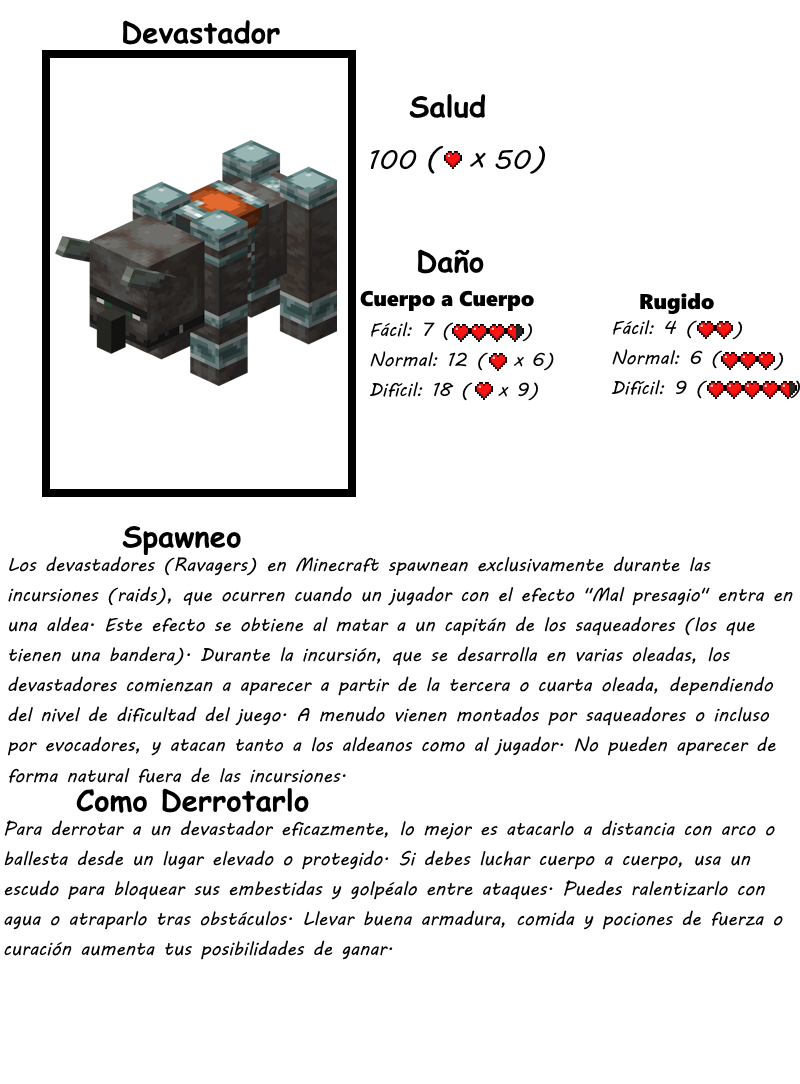 Devastador
Salud
100 ( x 50)
Daño
Cuerpo a Cuerpo
Fácil: 7 ()
Normal: 12 ( x 6)
Difícil: 18 ( x 9)
Rugido
Fácil: 4 ()
Normal: 6 ()
Difícil: 9 ()
Spawneo
Los devastadores (Ravagers) en Minecraft spawnean exclusivamente durante las
incursiones (raids), que ocurren cuando un jugador con el efecto "Mal presagio" entra en
una aldea. Este efecto se obtiene al matar a un capitán de los saqueadores (los que
tienen una bandera). Durante la incursión, que se desarrolla en varias oleadas, los
devastadores comienzan a aparecer a partir de la tercera o cuarta oleada, dependiendo
del nivel de dificultad del juego. A menudo vienen montados por saqueadores o incluso
por evocadores, y atacan tanto a los aldeanos como al jugador. No pueden aparecer de
forma natural fuera de las incursiones.
Como Derrotarlo
Para derrotar a un devastador eficazmente, lo mejor es atacarlo a distancia con arco o
ballesta desde un lugar elevado o protegido. Si debes luchar cuerpo a cuerpo, usa un
escudo para bloquear sus embestidas y golpéalo entre ataques. Puedes ralentizarlo con
agua o atraparlo tras obstáculos. Llevar buena armadura, comida y pociones de fuerza o
curación aumenta tus posibilidades de ganar.